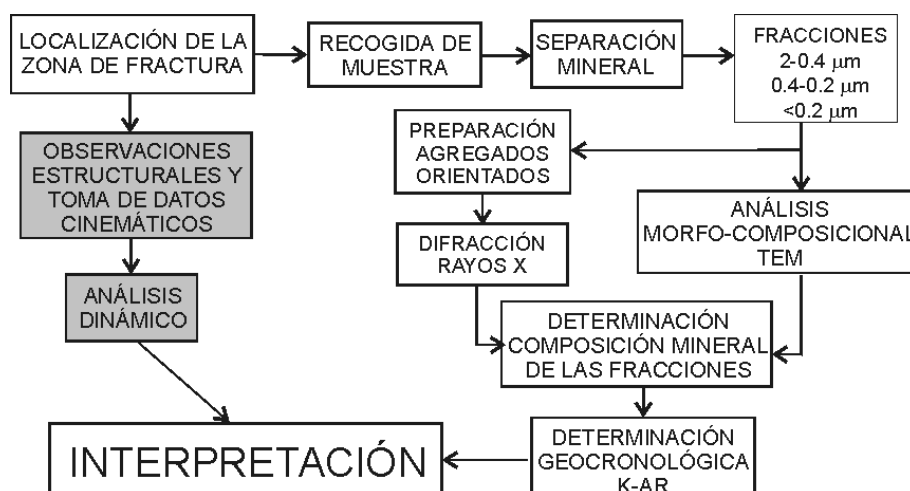 LOCALIZACIÓN DE LA
ZONA DE FRACTURA
RECOGIDA DE
MUESTRA
SEPARACIÓN
MINERAL
FRACCIONES
2-0.4 µm
0.4-0.2 µm
<0.2 µm
OBSERVACIONES
ESTRUCTURALES Y
TOMA DE DATOS
CINEMÁTICOS
PREPARACIÓN
AGREGADOS
ORIENTADOS
ANÁLISIS
MORFO-COMPOSICIONAL
TEM
DIFRACCIÓN
RAYOS X
ANÁLISIS
DINÁMICO
DETERMINACIÓN
COMPOSICIÓN MINERAL
DE LAS FRACCIONES
DETERMINACIÓN
GEOCRONOLÓGICA
K-AR
INTERPRETACIÓN